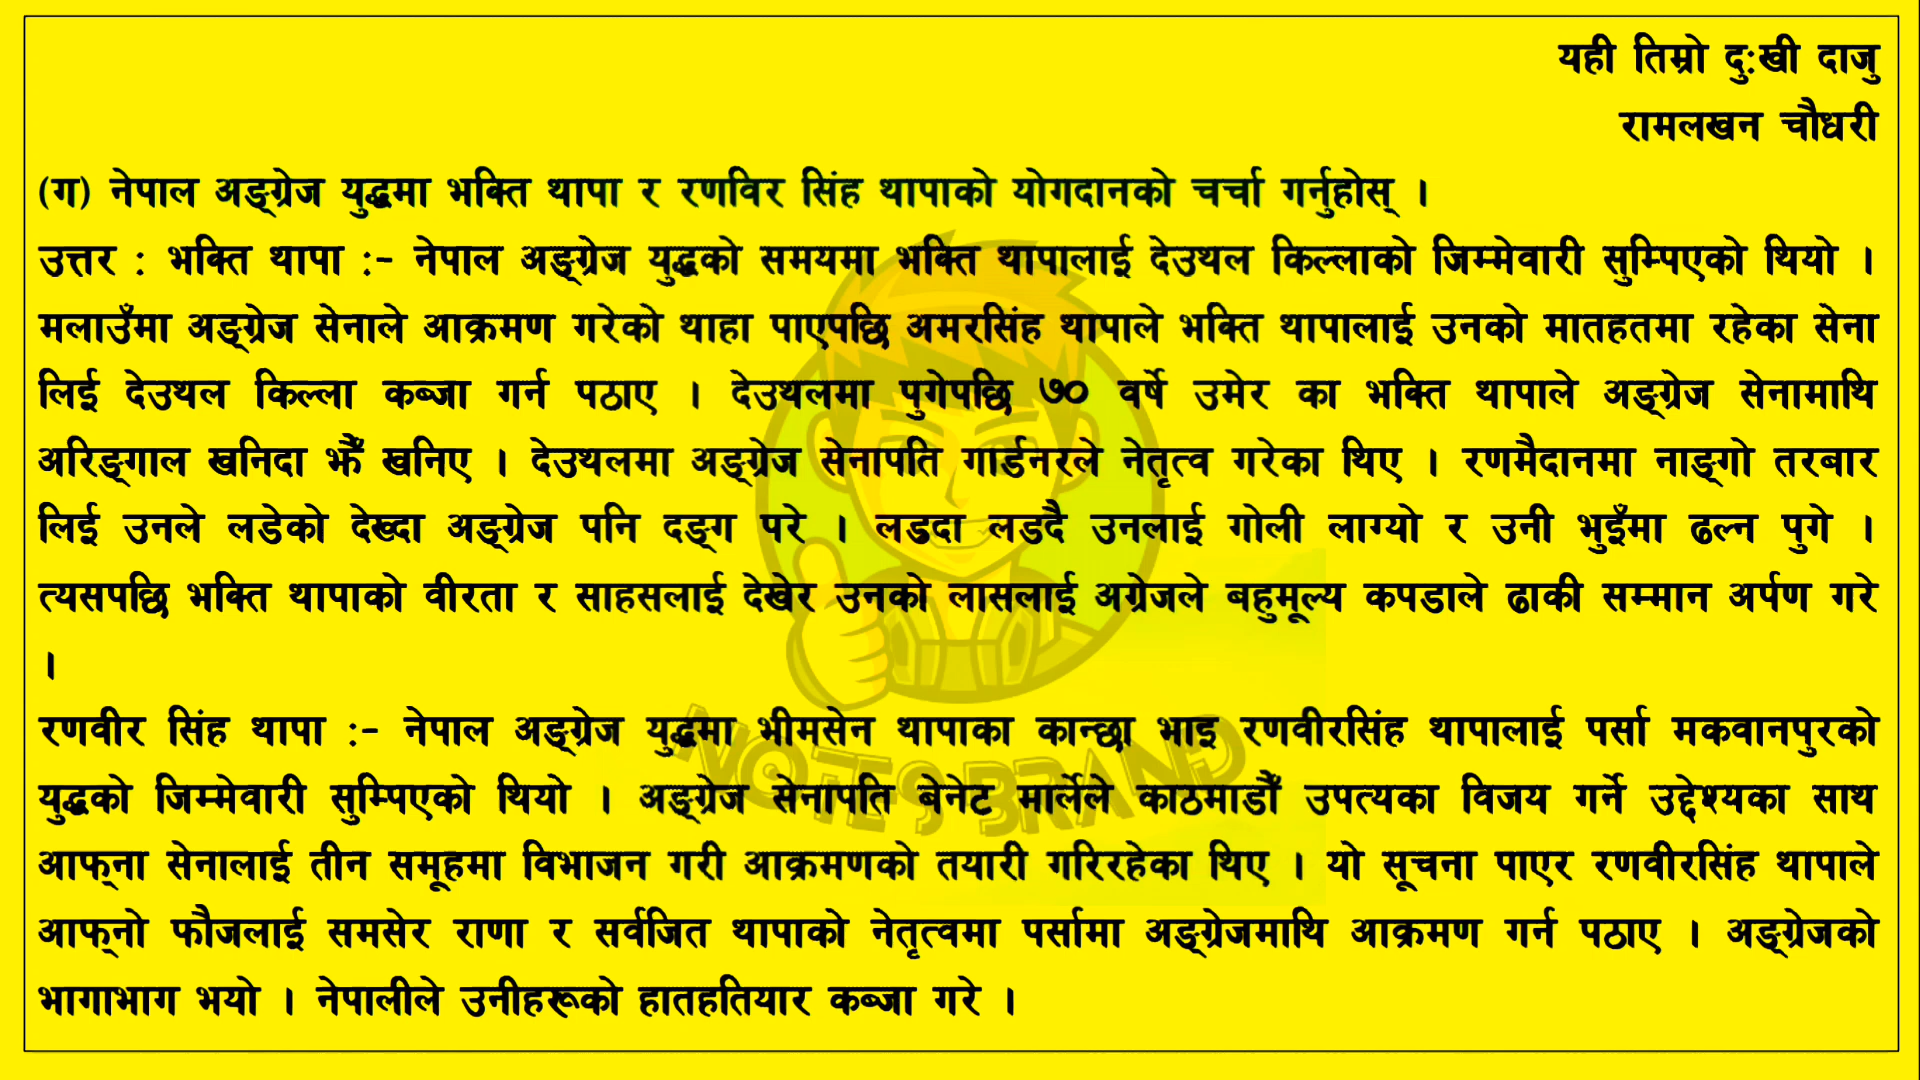 यही तिम्रो दुःखी दाजु
रामलखन चौधरी
(ग) नेपाल अङ्ग्रेज युद्धमा भक्ति थापा र रणविर सिंह थापाको योगदानको चर्चा गर्नुहोस् ।
उत्तर : भक्ति थापा :- नेपाल अङ्ग्रेज युद्धको समयमा भक्ति थापालाई देउथल किल्लाको जिम्मेवारी सुम्पिएको थियो ।
मलाउँमा अङ्ग्रेज सेनाले आक्रमण गरेको थाहा पाएपछि अमरसिंह थापाले भक्ति थापालाई उनको मातहतमा रहेका सेना
लिई देउथल किल्ला कब्जा गर्न पठाए । देउथलमा पुगेपछि ७० वर्षे उमेर का भक्ति थापाले अङ्ग्रेज सेनामाथि
अरिङ्गाल खनिदा झैँ खनिए । देउथलमा अङ्ग्रेज सेनापति गार्डनरले नेतृत्व गरेका थिए । रणमैदानमा नाङ्गो तरबार
लिई उनले लडेको देख्दा अङ्ग्रेज पनि दङ्ग परे । लडदा लडदै उनलाई गोली लाग्यो र उनी भुइँमा ढल्न पुगे ।
त्यसपछि भक्ति थापाको वीरता र साहसलाई देखेर उनको लासलाई अग्रेजले बहुमूल्य कपडाले ढाकी सम्मान अर्पण गरे
।
रणवीर सिंह थापा :- नेपाल अङ्ग्रेज युद्धमा भीमसेन थापाका कान्छा भाइ रणवीरसिंह थापालाई पर्सा मकवानपुरको
युद्धको जिम्मेवारी सुम्पिएको थियो । अङ्ग्रेज सेनापति बेनेट मार्लेले काठमाडौँ उपत्यका विजय गर्ने उद्देश्यका साथ
आफ्ना सेनालाई तीन समूहमा विभाजन गरी आक्रमणको तयारी गरिरहेका थिए । यो सूचना पाएर रणवीरसिंह थापाले
आफ्नो फौजलाई समसेर राणा र सर्वजित थापाको नेतृत्वमा पर्सामा अङ्ग्रेजमाथि आक्रमण गर्न पठाए । अङ्ग्रेजको
भागाभाग भयो । नेपालीले उनीहरूको हातहतियार कब्जा गरे ।
NOTES BRAND